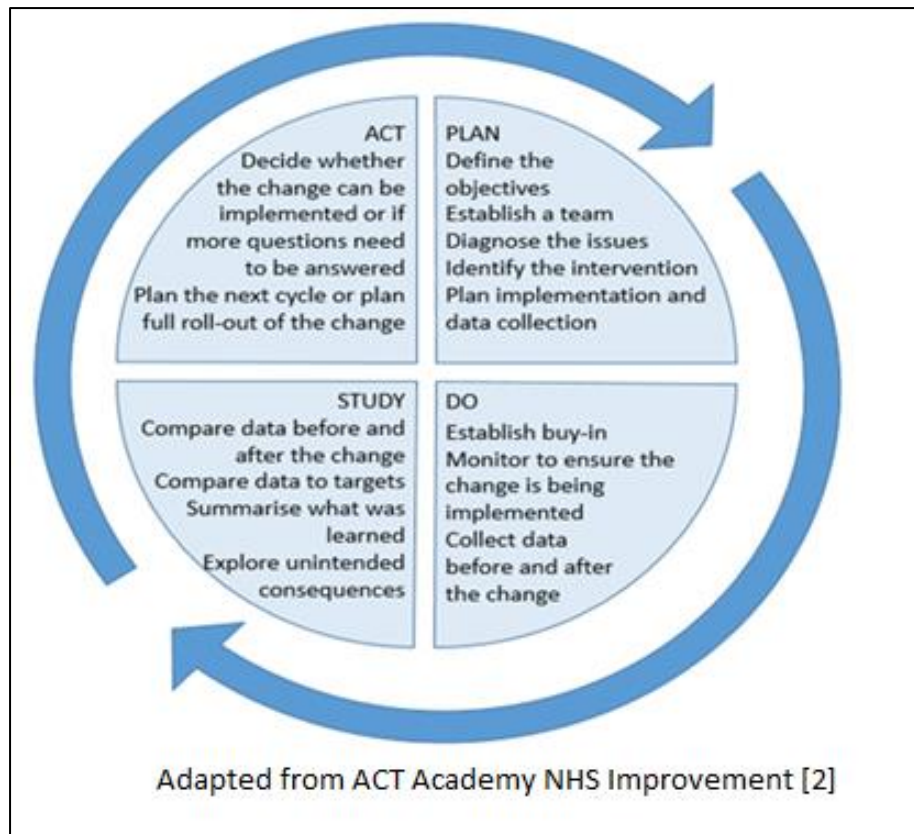 ACT
Decide whether
the change can be
implemented or if
more questions need
to be answered
Plan the next cycle or plan
full roll-out of the change
PLAN
Define the
objectives
Establish a team
Diagnose the issues
Identify the intervention
Plan implementation and
data collection
STUDY
Compare data before and
after the change
Compare data to targets
Summarise what was
learned
Explore unintended
consequences
DO
Establish buy-in
Monitor to ensure the
change is being
implemented
Collect data
before and after
the change
Adapted from ACT Academy NHS Improvement [2]